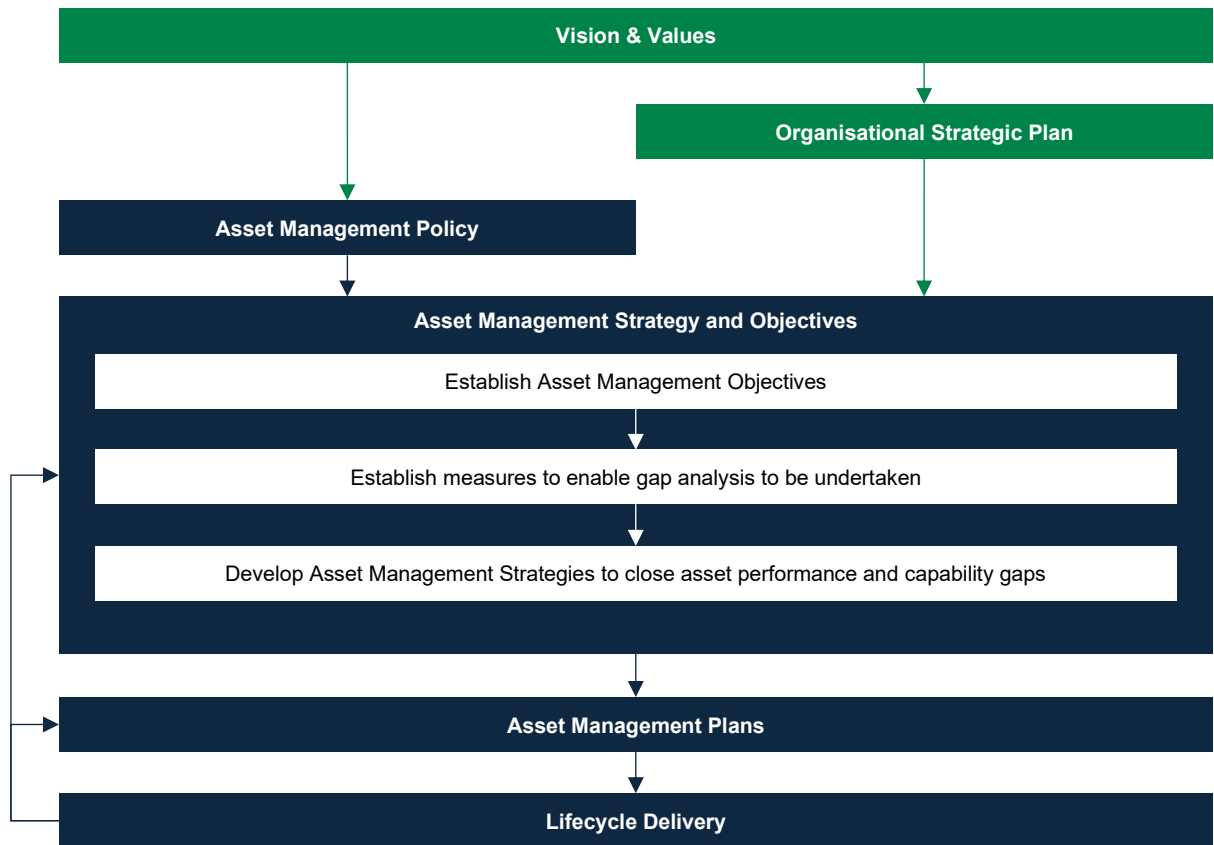 Vision & Values
Organisational Strategic Plan
Asset Management Policy
Asset Management Strategy and Objectives
Establish Asset Management Objectives
Establish measures to enable gap analysis to be undertaken
Develop Asset Management Strategies to close asset performance and capability gaps
Asset Management Plans
Lifecycle Delivery